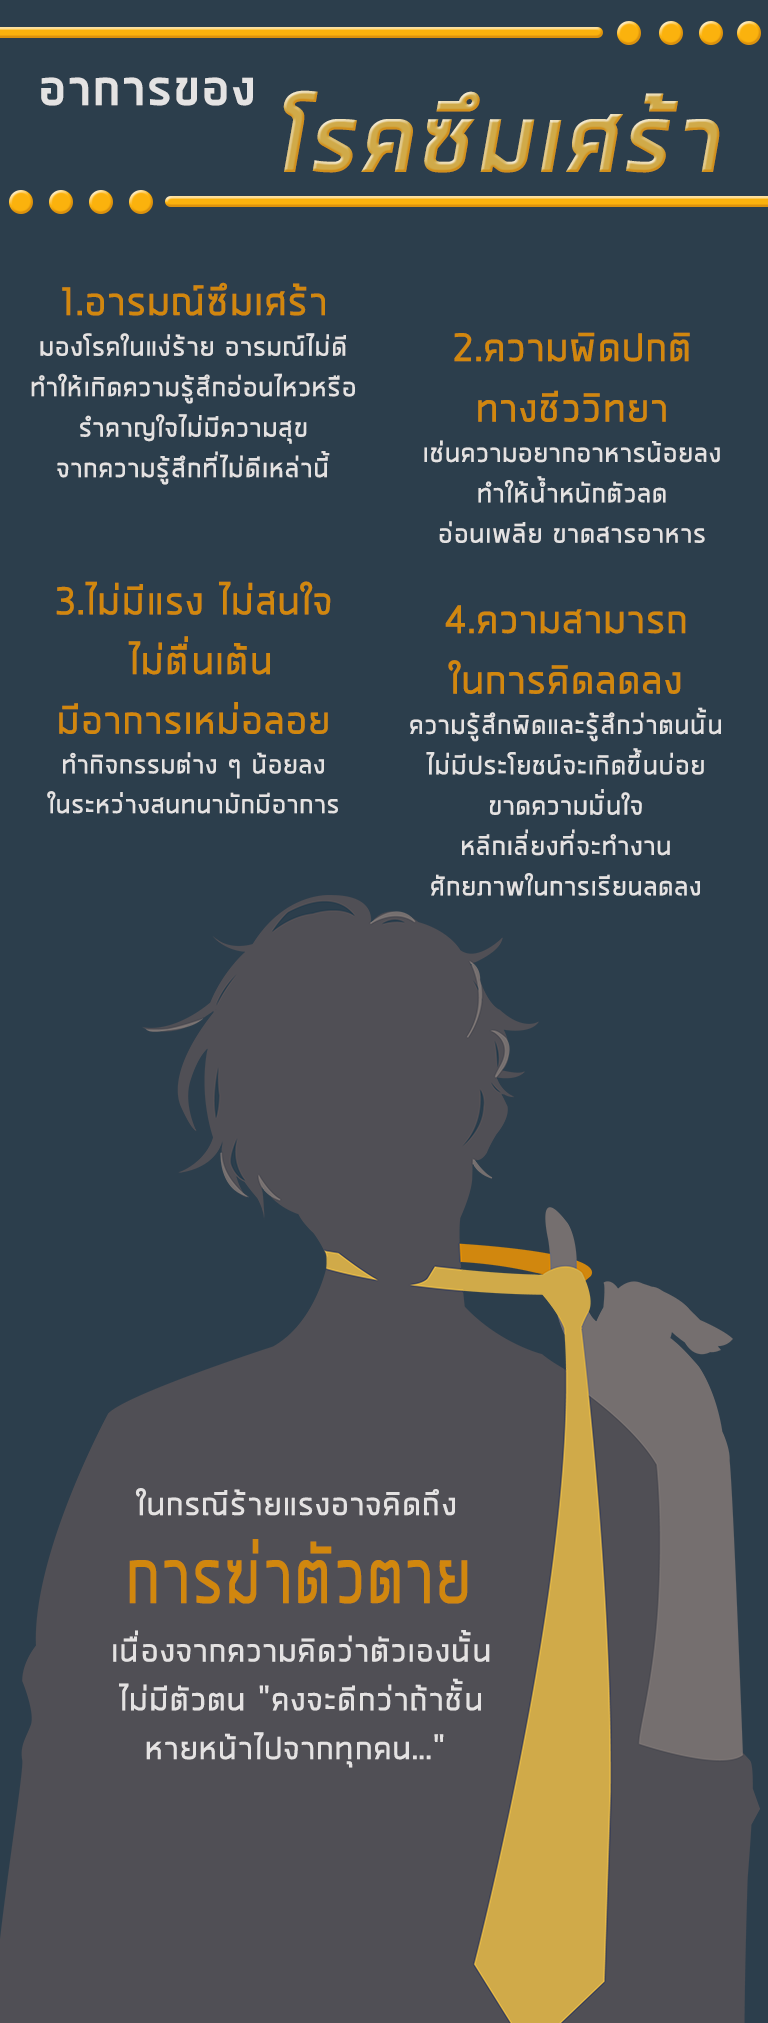 อาการของ
โรคซึมเศร้า
1.อารมณ์ซึมเศร้า
มองโรคในแง่ร้าย อารมณ์ไม่ดี
ทำให้เกิดความรู้สึกอ่อนไหวหรือ
รำคาญใจไม่มีความสุข
จากความรู้สึกที่ไม่ดีเหล่านี้
2.ความผิดปกติ
ทางชีววิทยา
เช่นความอยากอาหารน้อยลง
ทำให้น้ำหนักตัวลด
อ่อนเพลีย ขาดสารอาหาร
3.ไม่มีแรง ไม่สนใจ
ไม่ตื่นเต้น
มีอาการเหม่อลอย
ทำกิจกรรมต่าง ๆ น้อยลง
ในระหว่างสนทนามักมีอาการ
4.ความสามารถ
ในการคิดลดลง
ความรู้สึกผิดและรู้สึกว่าตนนั้น
ไม่มีประโยชน์จะเกิดขึ้นบ่อย
ขาดความมั่นใจ
หลีกเลี่ยงที่จะทำงาน
ศักยภาพในการเรียนลดลง
ในกรณีร้ายแรงอาจคิดถึง
การฆ่าตัวตาย
เนื่องจากความคิดว่าตัวเองนั้น
ไม่มีตัวตน "คงจะดีกว่าถ้าชั้น
หายหน้าไปจากทุกคน..."